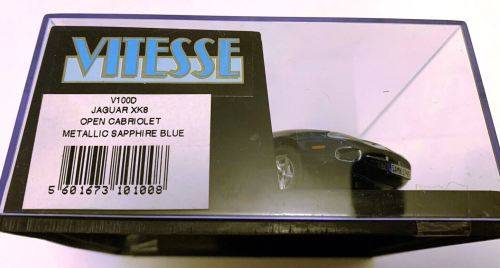 VITESSE
V100D
JAGUAR XK8
OPEN CABRIOLET
METALLIC SAPPHIRE BLUE
5 601673 101008